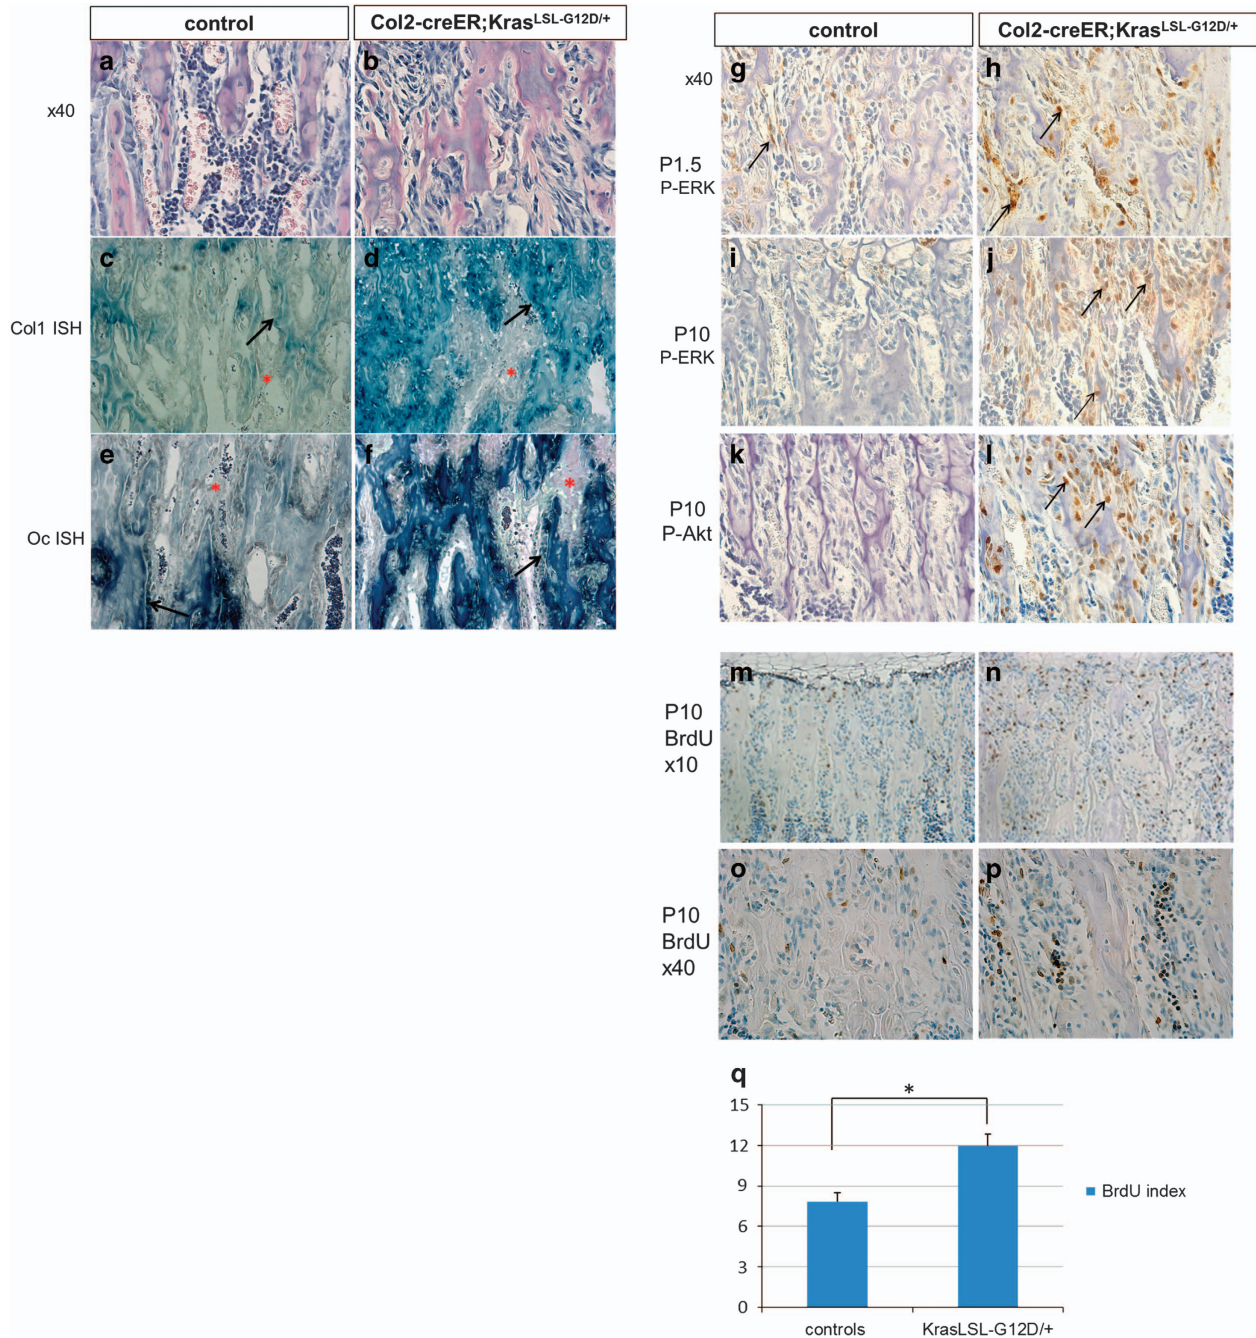 control
Col2-creER;KrasLSL-G12D/+
x40
a
b
Col1 ISH
c
*
d
*
Oc ISH
e
*
f
*
control
Col2-creER;KrasLSL-G12D/+
x40
P1.5
P-ERK
g
h
P10
P-ERK
i
j
P10
P-Akt
k
l
P10
BrdU
x10
m
n
P10
BrdU
x40
o
p
q
*
15
12
9
6
3
0
controls
KrasLSL-G12D/+
BrdU index